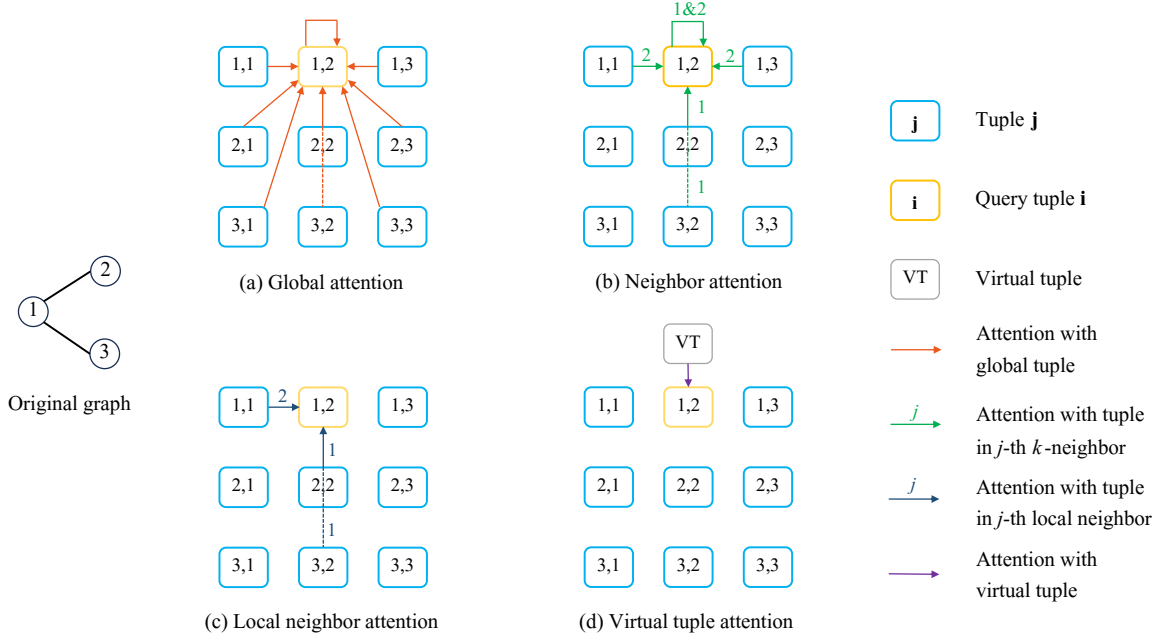 1,1
1,2
1,3
2,1
2,2
2,3
3,1
3,2
3,3
(a) Global attention
1&2
1,1
2
1,2
2
1,3
1
2,1
2,2
2,3
1
3,1
3,2
3,3
(b) Neighbor attention
1
2
3
Original graph
1,1
2
1,2
1,3
1
2,1
2,2
2,3
1
3,1
3,2
3,3
(c) Local neighbor attention
VT
1,1
1,2
1,3
2,1
2,2
2,3
3,1
3,2
3,3
(d) Virtual tuple attention
j
Tuple j
i
Query tuple i
VT
Virtual tuple
Attention with
global tuple
j
Attention with tuple
in j-th k-neighbor
j
Attention with tuple
in j-th local neighbor
Attention with
virtual tuple